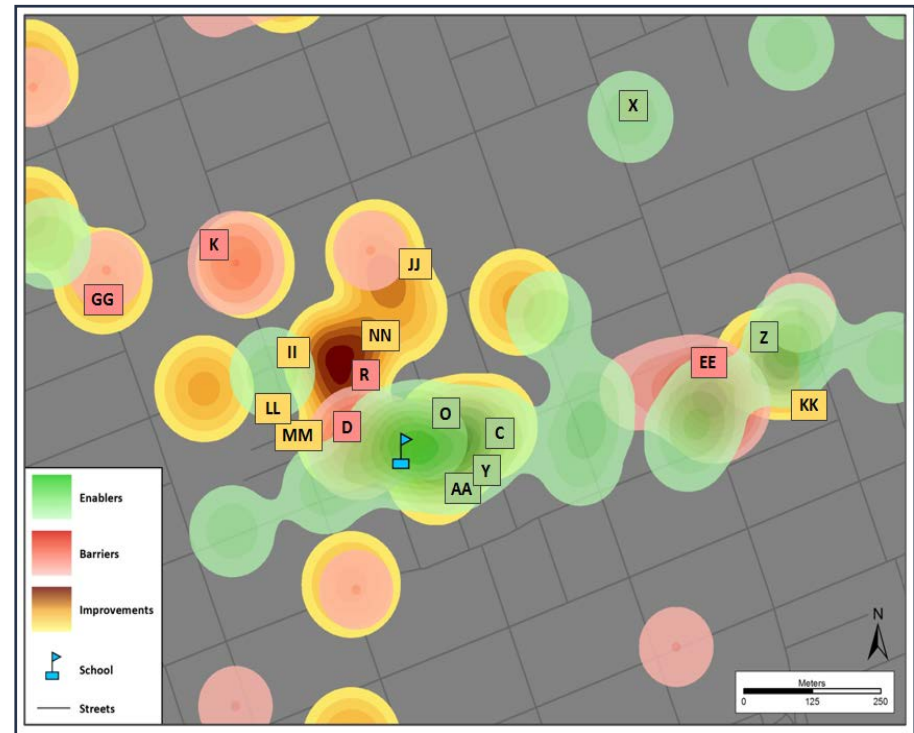 X
K
JJ
GG
NN
II
Z
EE
R
LL
KK
O
D
MM
C
Y
AA
Enablers
Barriers
Improvements
School
Streets
N
Meters
0 125 250